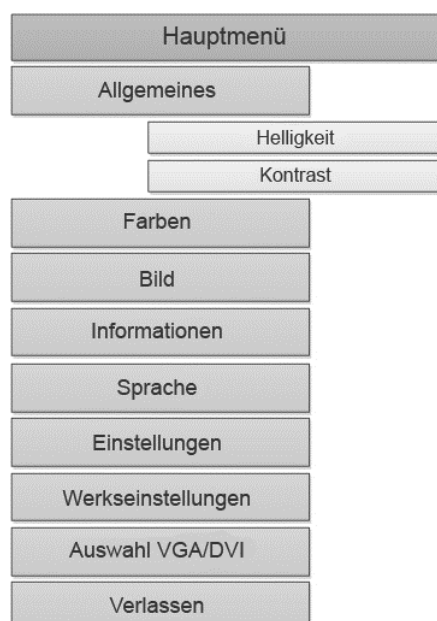 Hauptmenü
Allgemeines
Helligkeit
Kontrast
Farben
Bild
Informationen
Sprache
Einstellungen
Werkseinstellungen
Auswahl VGA/DVI
Verlassen